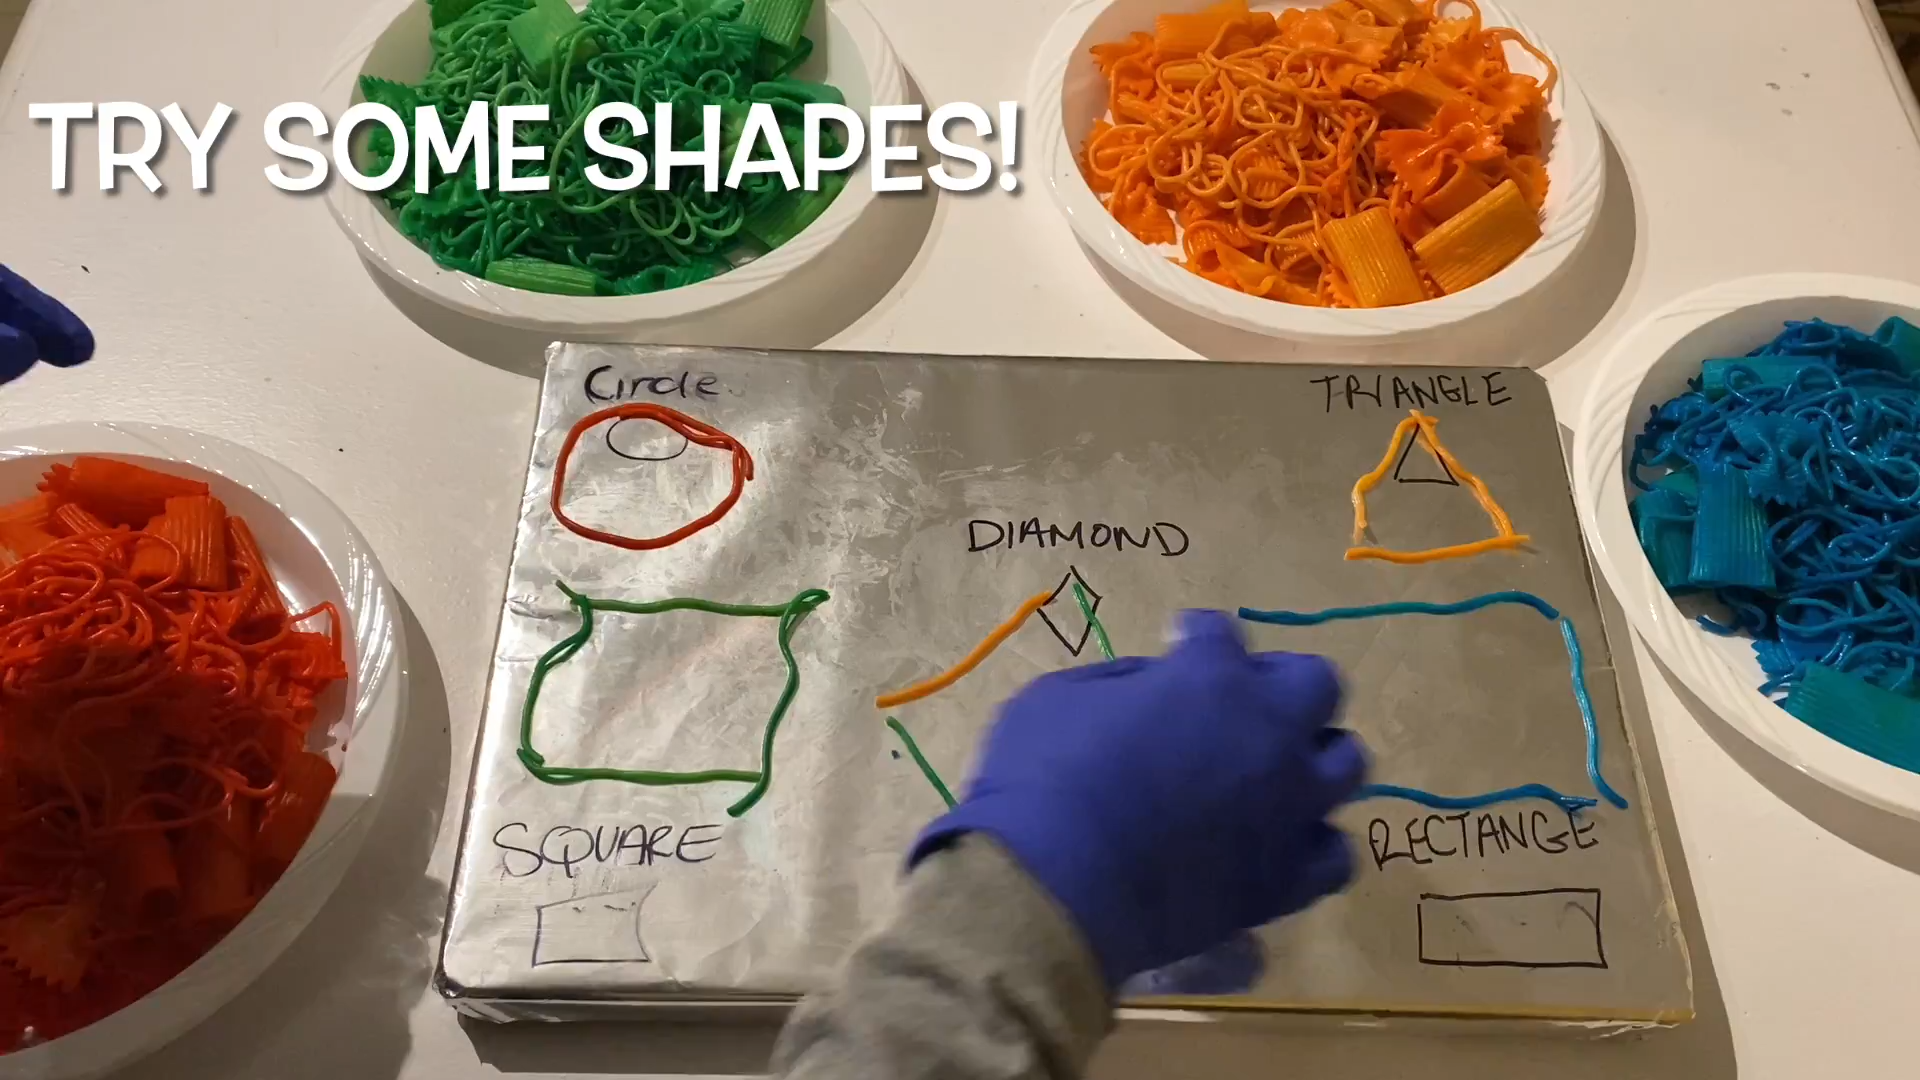 TRY SOME SHAPES!
Circle
TRIANGLE
DIAMOND
SQUARE
RECTANGE